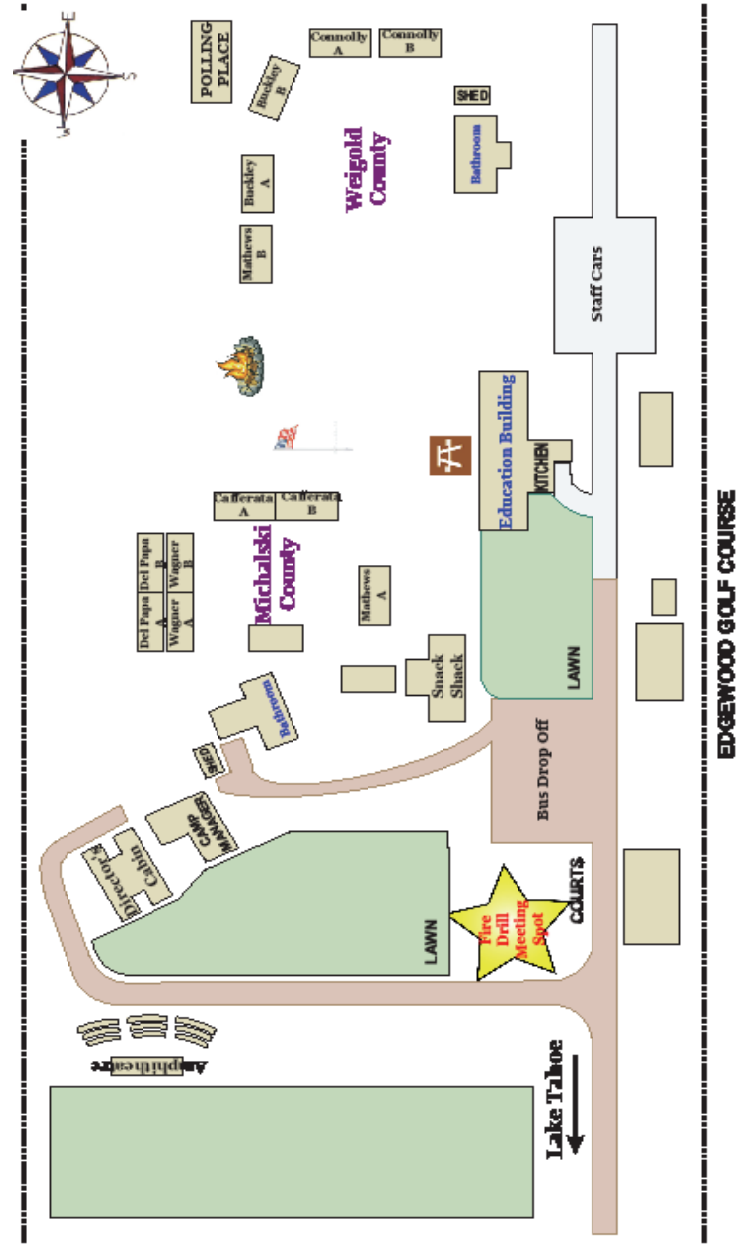 E
S
POLLING
PLACE
Buckley
B
Connolly
A
Connolly
B
SHED
Bathroom
Buckley
A
Weigold
County
Mathews
B
Staff Cars
Education Building
KITCHEN
Cafferata
A
Cafferata
B
Michalski
County
Del Papa
A
Del Papa
B
Wagner
A
Wagner
B
Mathews
A
Snack
Shack
LAWN
Bathroom
SHED
Bus Drop Off
CAMP
MANAGER
Director's
Cabin
LAWN
Fire
Drill
Meeting
Spot
COURTS
Amphitheatre
Lake Tahoe
EDGEWOOD GOLF COURSE